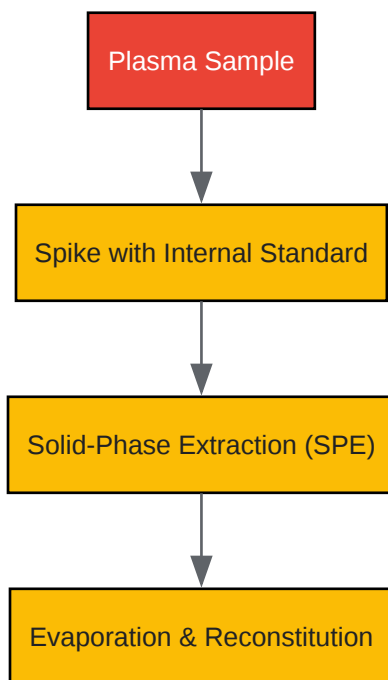 Plasma Sample
Spike with Internal Standard
Solid-Phase Extraction (SPE)
Evaporation & Reconstitution